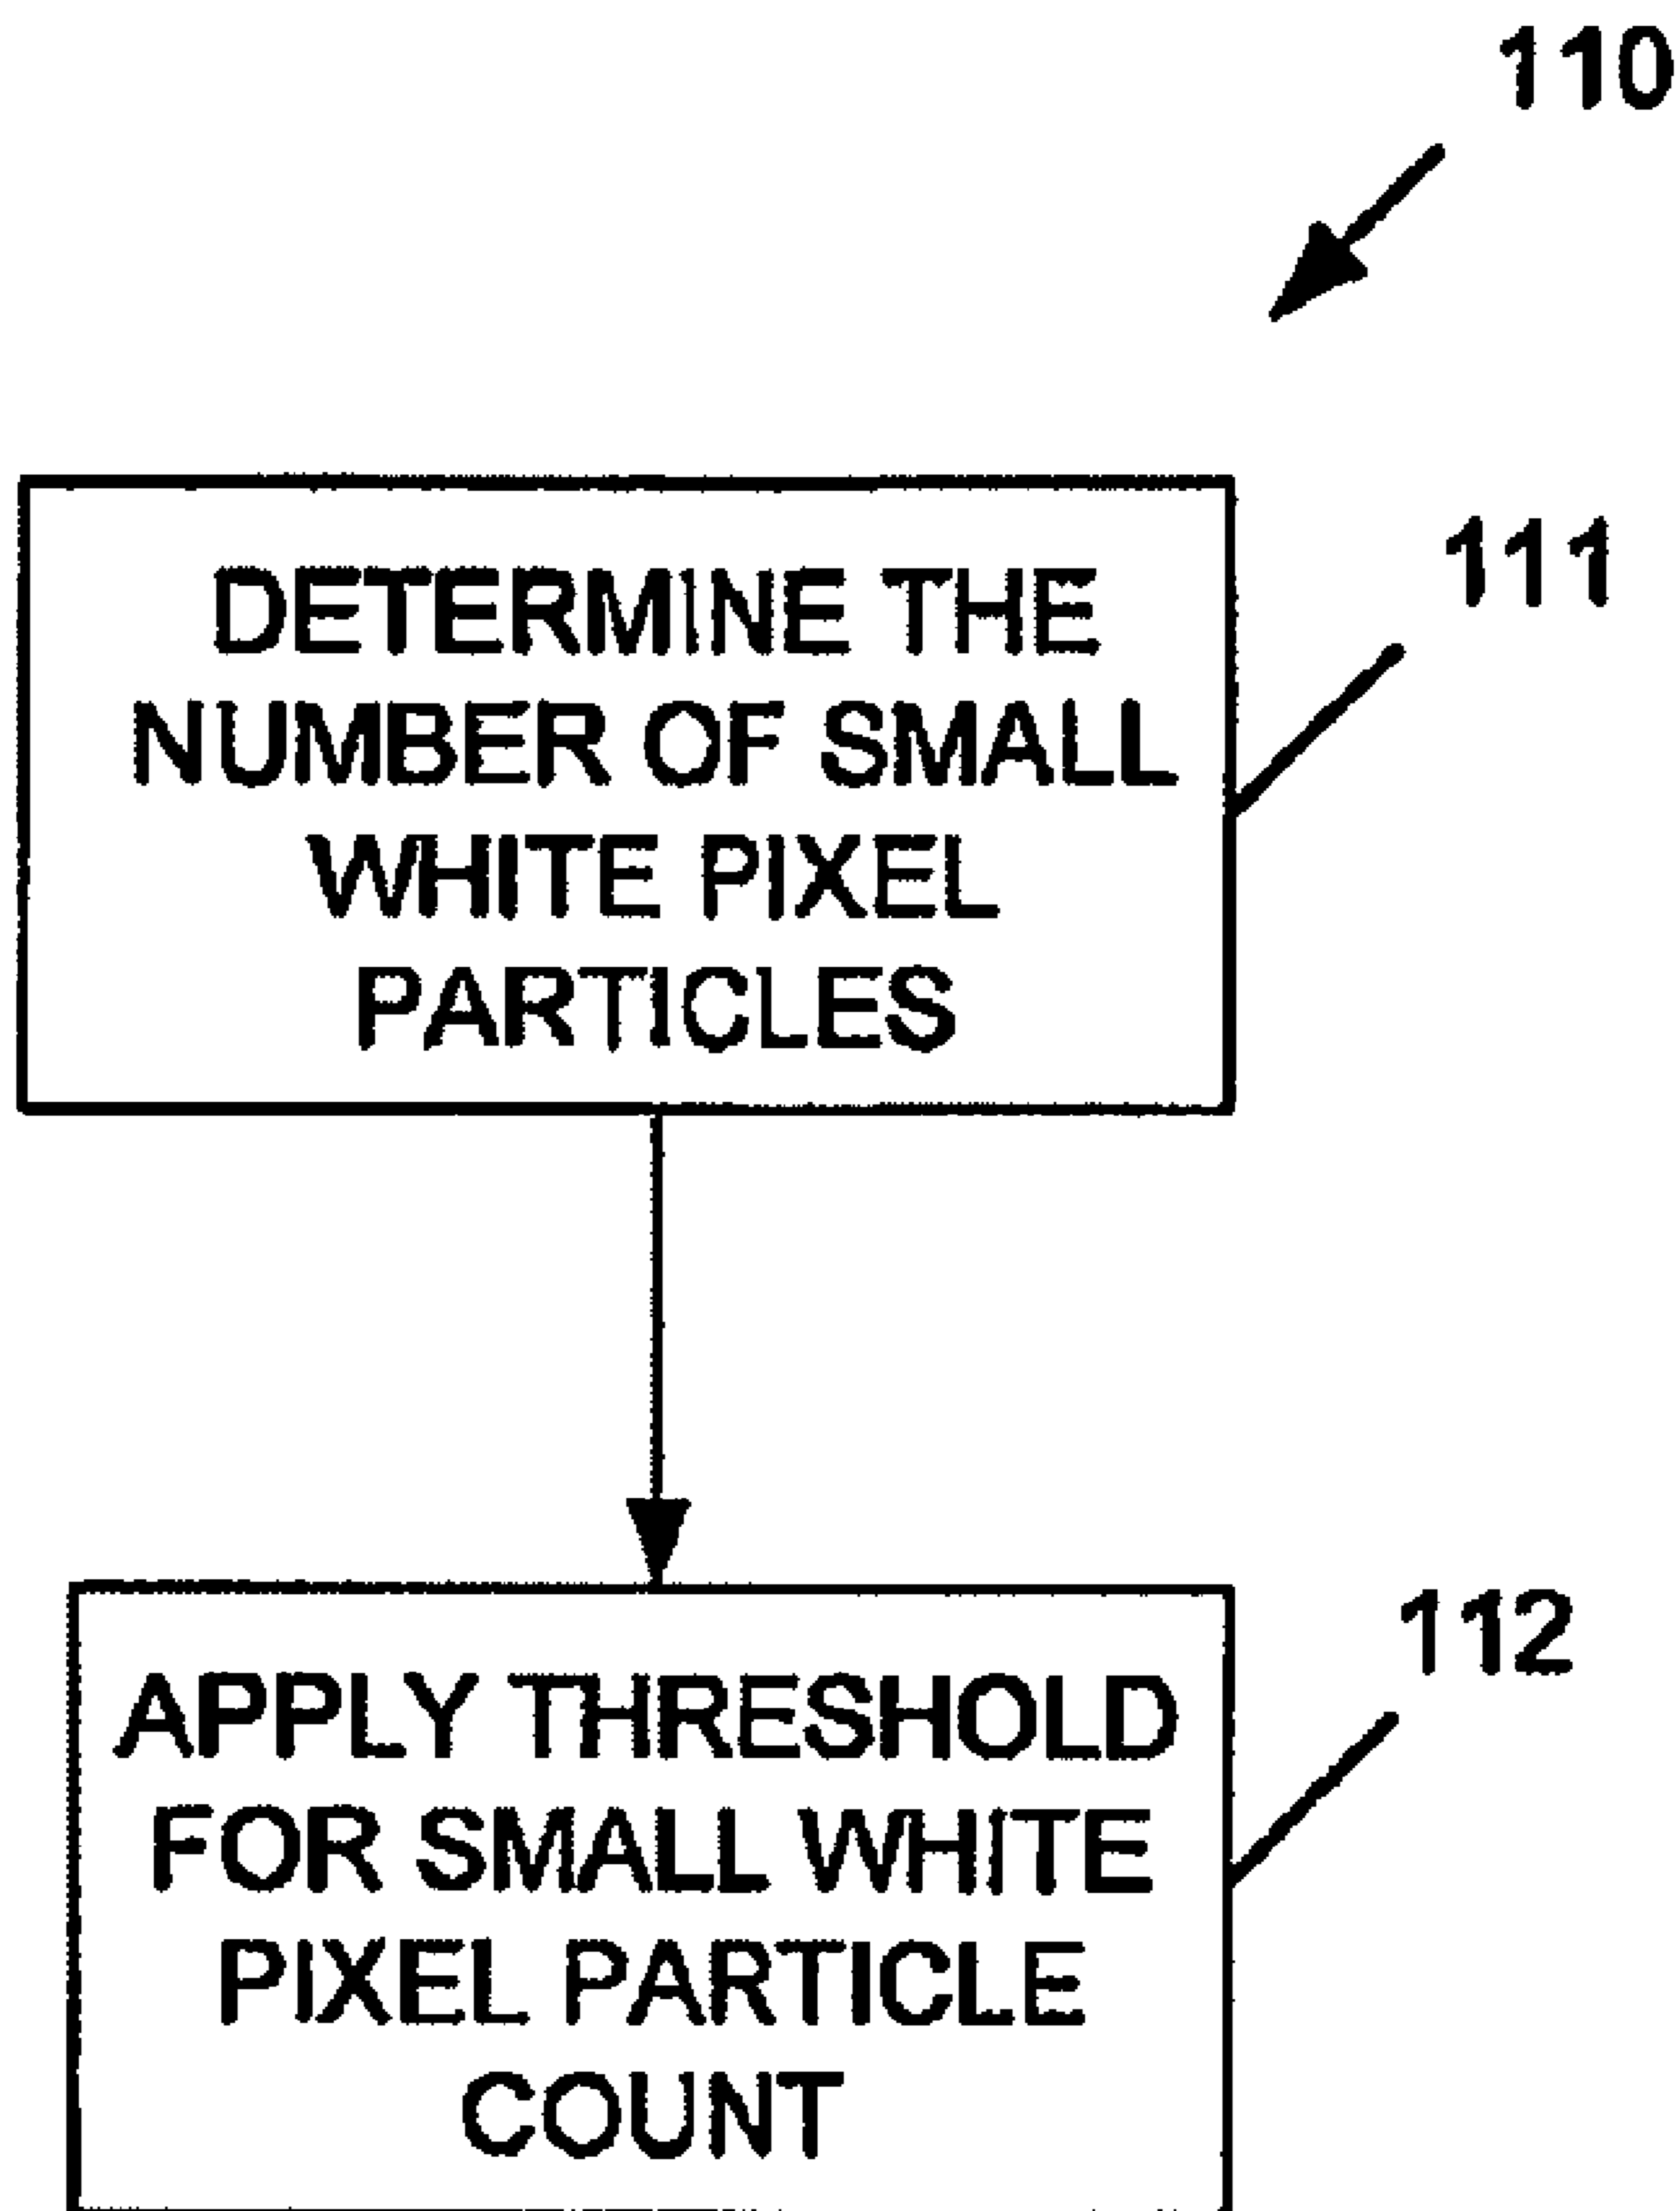 110
111
DETERMINE THE
NUMBER OF SMALL
WHITE PIXEL
PARTICLES
112
APPLY THRESHOLD
FOR SMALL WHITE
PIXEL PARTICLE
COUNT